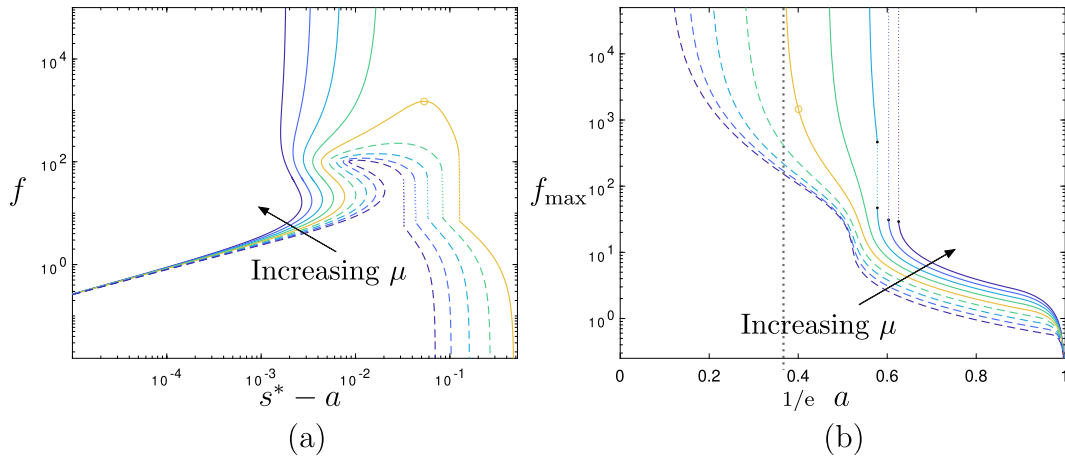 10^4
10^2
10^0
f
Increasing μ
10^-4
10^-3
10^-2
10^-1
s* − a
(a)
10^4
10^3
10^2
10^1
10^0
f_max
Increasing μ
0
0.2
0.4
0.6
0.8
1
1/e
a
(b)